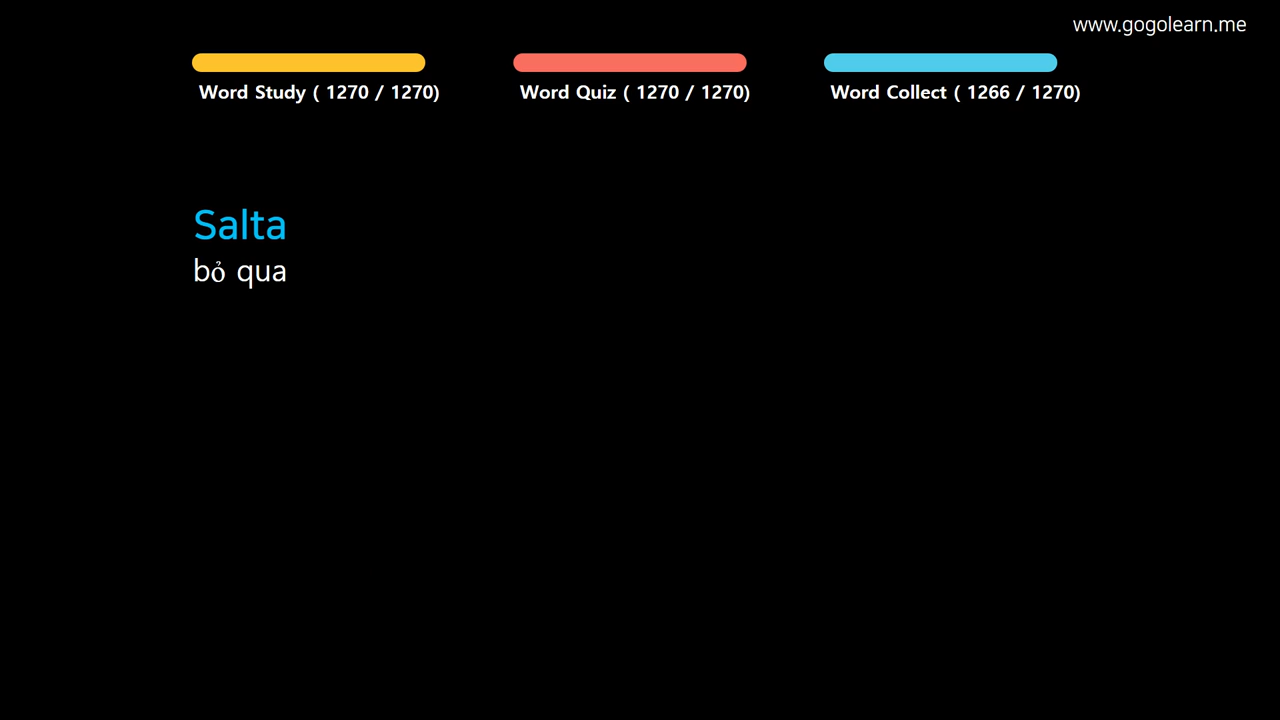 www.gogolearn.me
Word Study ( 1270 / 1270)
Word Quiz ( 1270 / 1270)
Word Collect ( 1266 / 1270)
Salta
bỏ qua